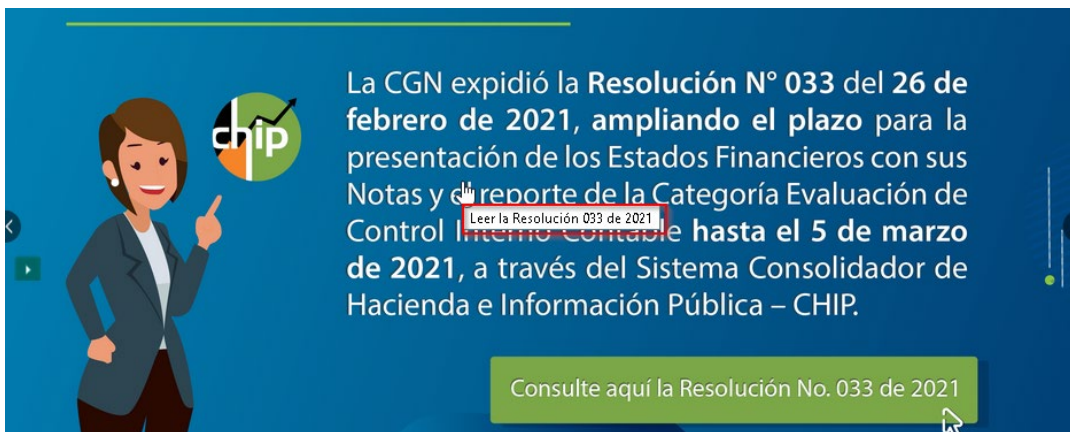 chip
La CGN expidió la Resolución N° 033 del 26 de
febrero de 2021, ampliando el plazo para la
presentación de los Estados Financieros con sus
Notas y reporte de la Categoría Evaluación de
Leer la Resolución 033 de 2021
Control Interno Contable hasta el 5 de marzo
de 2021, a través del Sistema Consolidador de
Hacienda e Información Pública – CHIP.
Consulte aquí la Resolución No. 033 de 2021